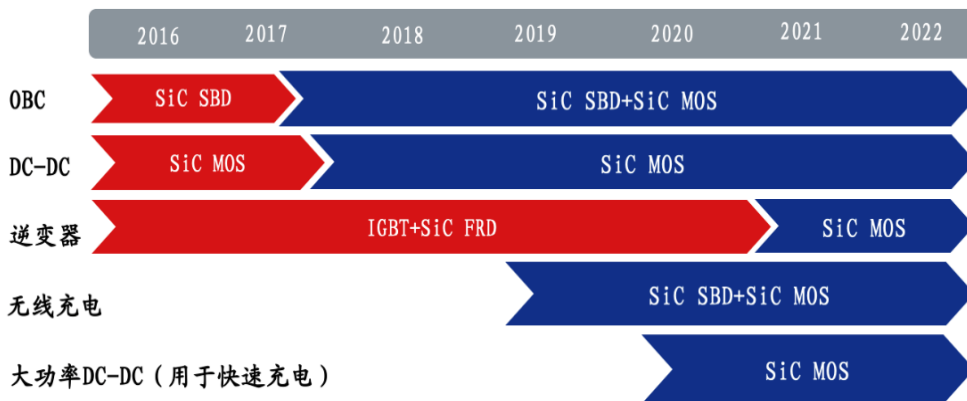 2016 2017 2018 2019 2020 2021 2022
OBC SiC SBD SiC SBD+SiC MOS
DC-DC SiC MOS SiC MOS
逆变器 IGBT+SiC FRD SiC MOS
无线充电 SiC SBD+SiC MOS
大功率DC-DC（用于快速充电） SiC MOS